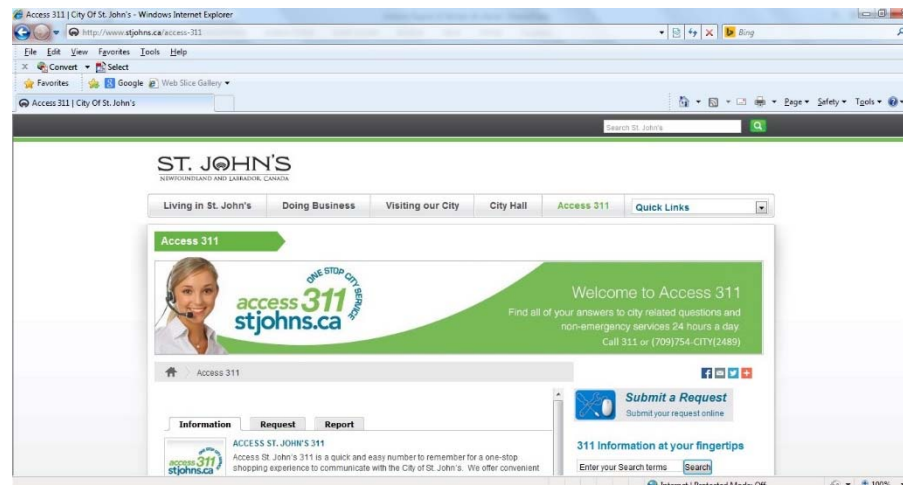 Access 311 | City Of St. John's - Windows Internet Explorer
http://www.stjohns.ca/access-311
Bing
File Edit View Favorites Tools Help
X Convert Select
Favorites Google Web Slice Gallery
Access 311 | City Of St. John's
Page Safety Tools
Search St. John's
ST. JOHN'S
NEWFOUNDLAND AND LABRADOR, CANADA
Living in St. John's Doing Business Visiting our City City Hall Access 311 Quick Links
Access 311
ONE STOP CITY SERVICE
access 311
stjohns.ca
Welcome to Access 311
Find all of your answers to city related questions and
non-emergency services 24 hours a day.
Call 311 or (709)754-CITY(2489)
Access 311
Submit a Request
Submit your request online
Information Request Report
ACCESS ST. JOHN'S 311
Access St. John's 311 is a quick and easy number to remember for a one-stop
shopping experience to communicate with the City of St. John's. We offer convenient
access 311
stjohns.ca
311 Information at your fingertips
Enter your Search terms Search
Internet | Protected Mode: Off 100%